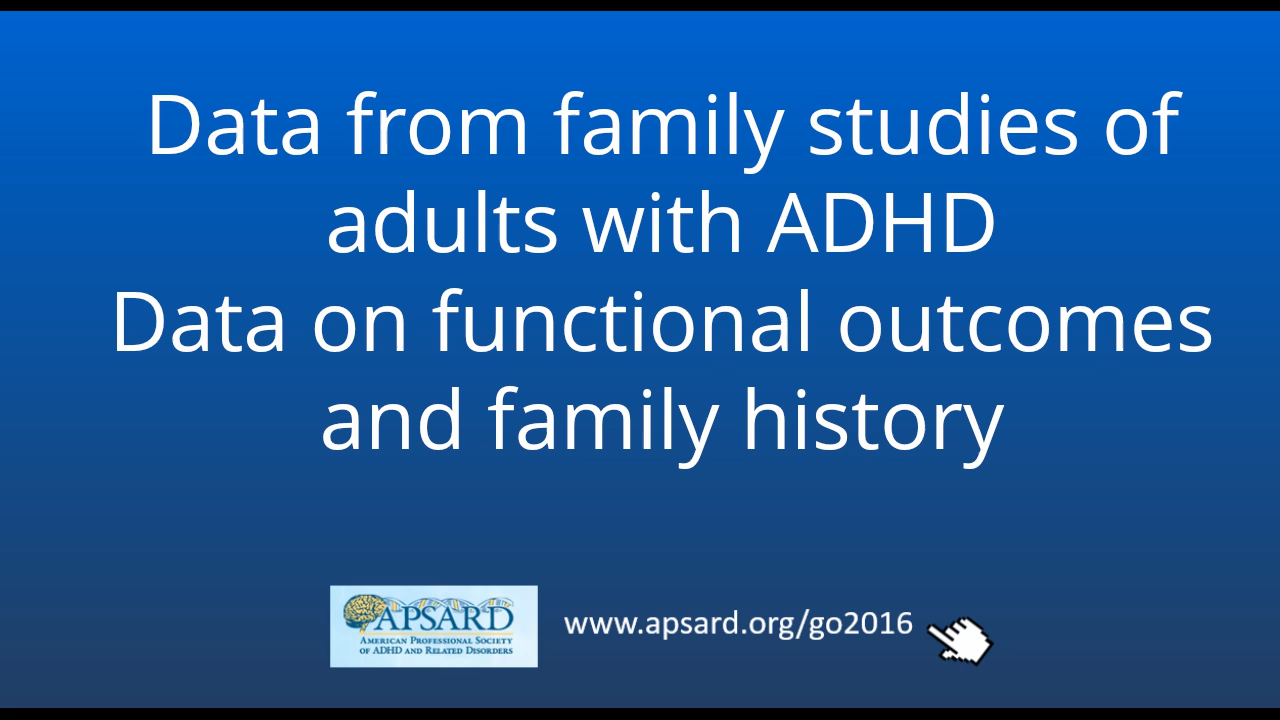 Data from family studies of
adults with ADHD
Data on functional outcomes
and family history
APSARD
American Professional Society
of ADHD and Related Disorders
www.apsard.org/go2016